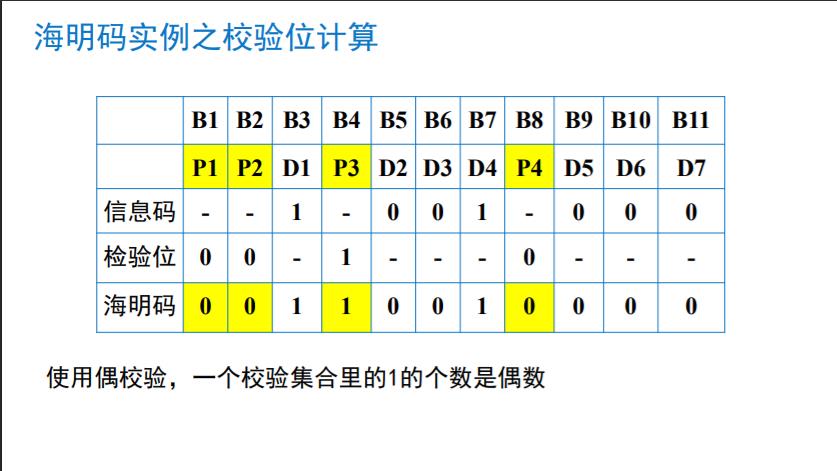 海明码实例之校验位计算
B1 B2 B3 B4 B5 B6 B7 B8 B9 B10 B11
P1 P2 D1 P3 D2 D3 D4 P4 D5 D6 D7
信息码 - - 1 - 0 0 1 - 0 0 0
检验位 0 0 - 1 - - - 0 - - -
海明码 0 0 1 1 0 0 1 0 0 0 0
使用偶校验，一个校验集合里的1的个数是偶数